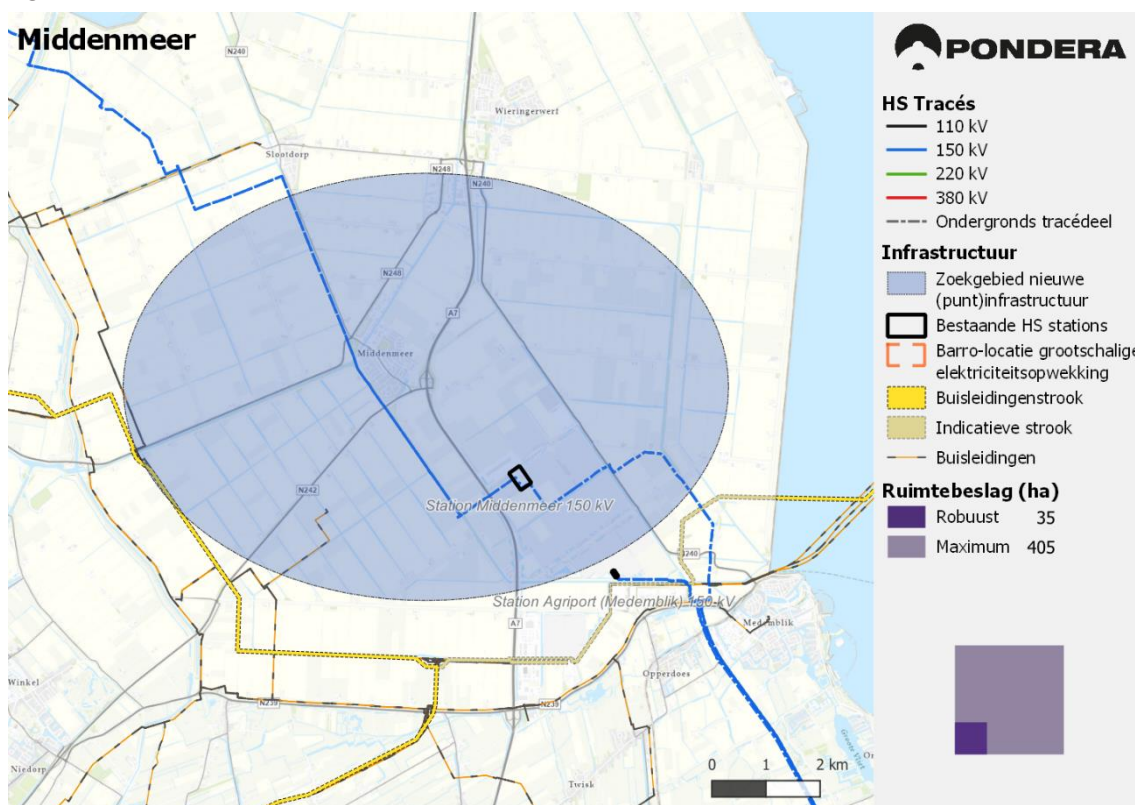 Middenmeer
N240
Wieringerwerf
Slootdorp
N248
N240
N248
A7
Middenmeer
N242
Station Middenmeer 150 kV
N240
Station Agriport (Medemblik) 150 kV
A7
Medemblik
Opperdoes
Winkel
N239
N239
Niedorp
Twisk
0 1 2 km
PONDERA
HS Tracés
110 kV
150 kV
220 kV
380 kV
Ondergronds tracédeel
Infrastructuur
Zoekgebied nieuwe
(punt)infrastructuur
Bestaande HS stations
Barro-locatie grootschalige
elektriciteitsopwekking
Buisleidingenstrook
Indicatieve strook
Buisleidingen
Ruimtebeslag (ha)
Robuust 35
Maximum 405